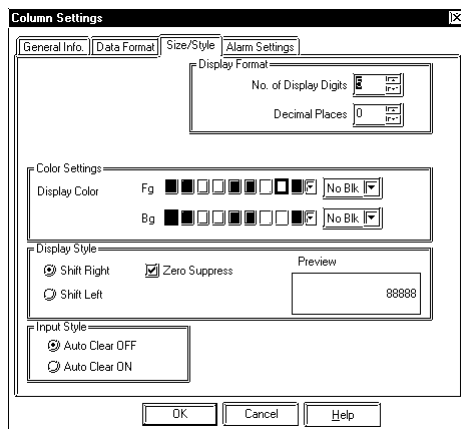 Column Settings
General Info. Data Format Size/Style Alarm Settings
Display Format
No. of Display Digits 5
Decimal Places 0
Color Settings
Display Color Fg No Blk
Bg No Blk
Display Style
Shift Right Zero Suppress Preview
Shift Left 88888
Input Style
Auto Clear OFF
Auto Clear ON
OK Cancel Help